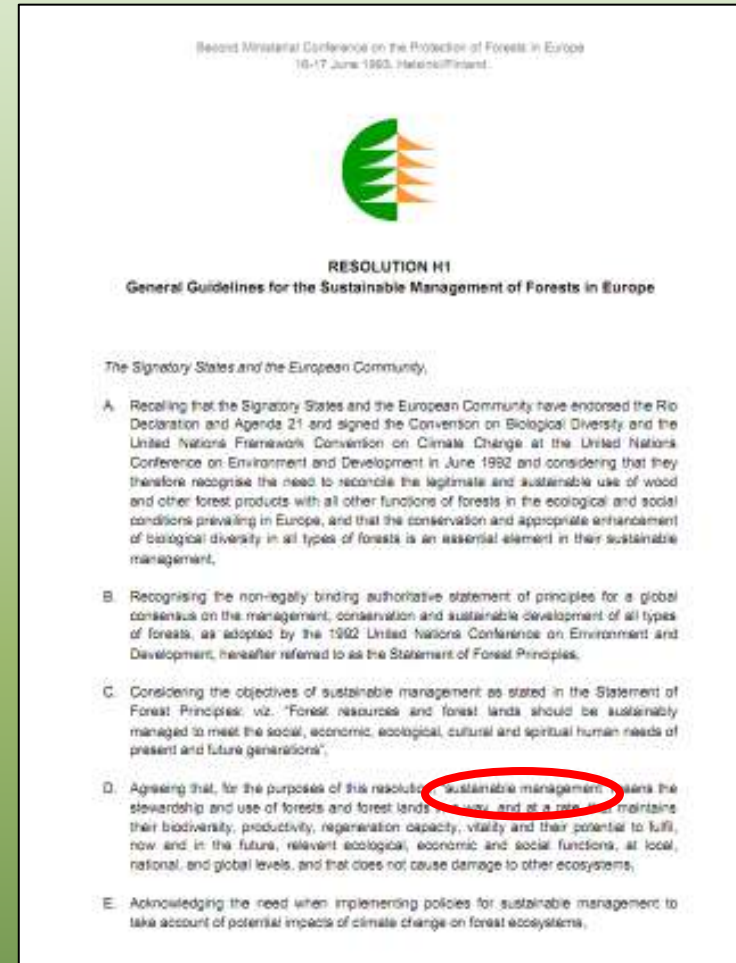 Second Ministerial Conference on the Protection of Forests in Europe
16-17 June 1993, Helsinki/Finland
RESOLUTION H1
General Guidelines for the Sustainable Management of Forests in Europe
The Signatory States and the European Community,
A. Recalling that the Signatory States and the European Community have endorsed the Rio
Declaration and Agenda 21 and signed the Convention on Biological Diversity and the
United Nations Framework Convention on Climate Change at the United Nations
Conference on Environment and Development in June 1992 and considering that they
therefore recognise the need to reconcile the legitimate and sustainable use of wood
and other forest products with all other functions of forests in the ecological and social
conditions prevailing in Europe, and that the conservation and appropriate enhancement
of biological diversity in all types of forests is an essential element in their sustainable
management,
B. Recognising the non-legally binding authoritative statement of principles for a global
consensus on the management, conservation and sustainable development of all types
of forests, as adopted by the 1992 United Nations Conference on Environment and
Development, hereafter referred to as the Statement of Forest Principles,
C. Considering the objectives of sustainable management as stated in the Statement of
Forest Principles: viz. "Forest resources and forest lands should be sustainably
managed to meet the social, economic, ecological, cultural and spiritual human needs of
present and future generations",
D. Agreeing that, for the purposes of this resolution, "sustainable management" means the
stewardship and use of forests and forest lands in a way, and at a rate, that maintains
their biodiversity, productivity, regeneration capacity, vitality and their potential to fulfil,
now and in the future, relevant ecological, economic and social functions, at local,
national, and global levels, and that does not cause damage to other ecosystems,
E. Acknowledging the need when implementing policies for sustainable management to
take account of potential impacts of climate change on forest ecosystems,